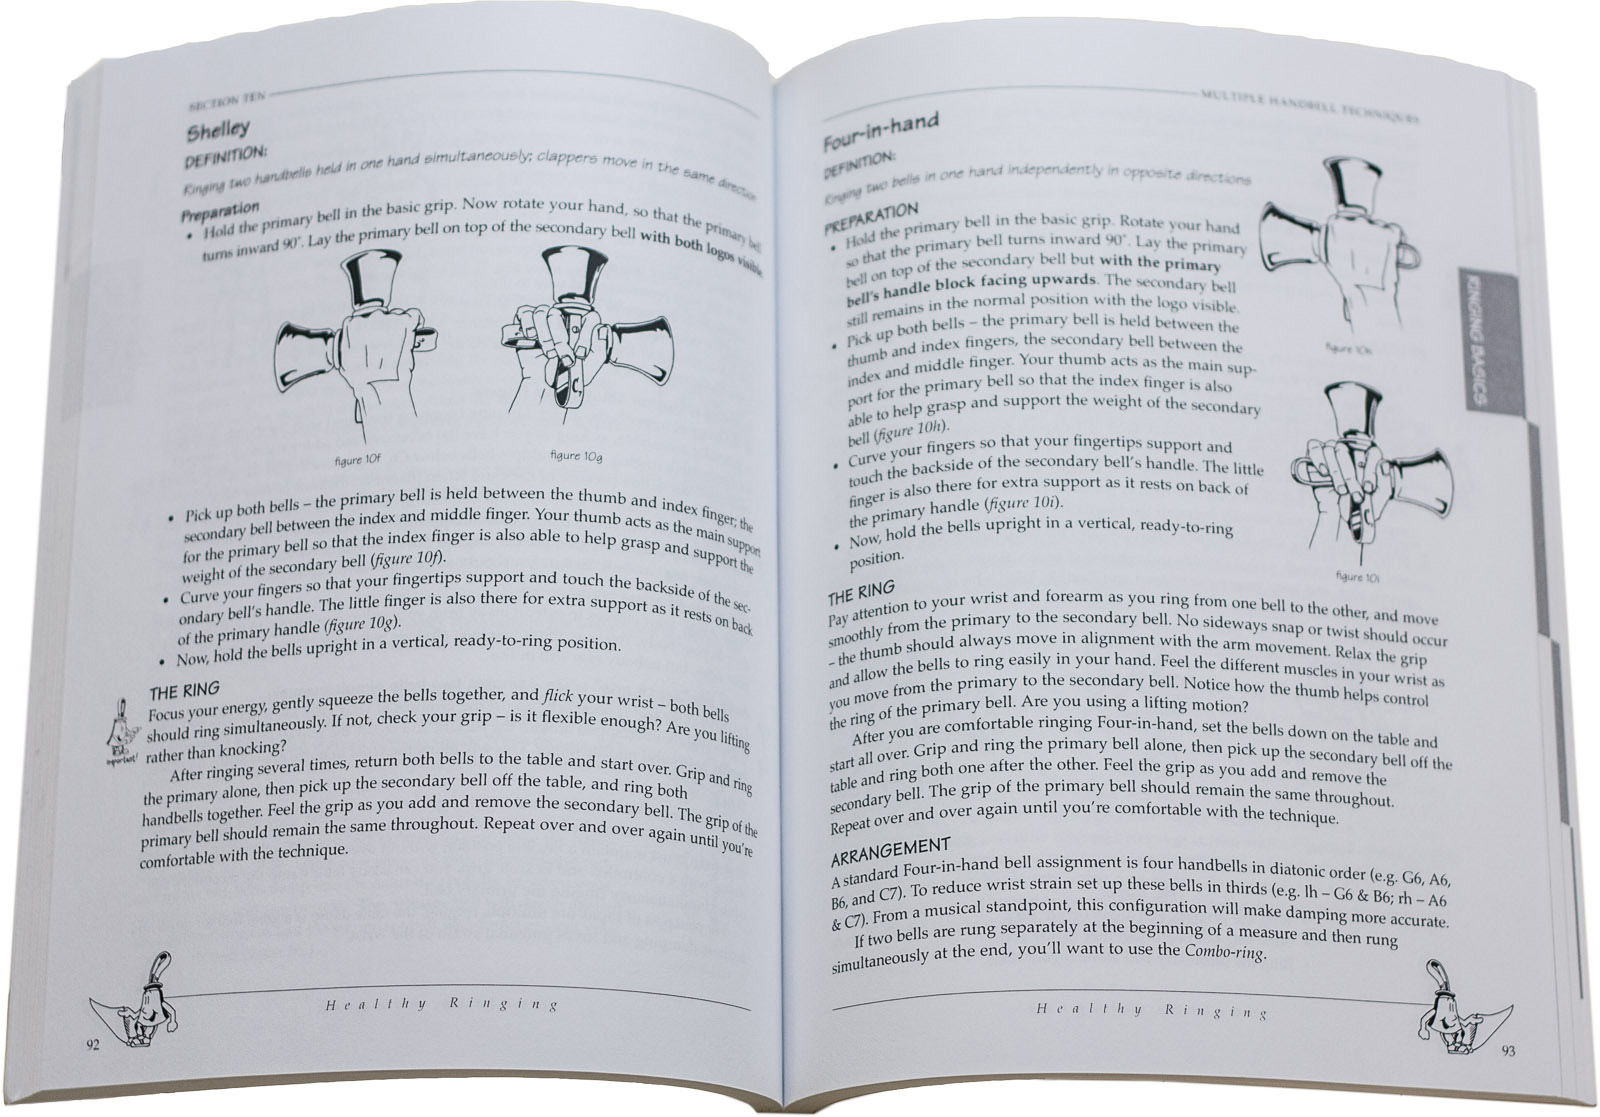 SECTION TEN
Shelley
DEFINITION:
Ringing two handbells held in one hand simultaneously; clappers move in the same direction
Preparation
• Hold the primary bell in the basic grip. Now rotate your hand, so that the primary bell
turns inward 90°. Lay the primary bell on top of the secondary bell with both logos visible.
figure 10f
figure 10g
• Pick up both bells – the primary bell is held between the thumb and index finger; the
secondary bell between the index and middle finger. Your thumb acts as the main support
for the primary bell so that the index finger is also able to help grasp and support the
weight of the secondary bell (figure 10f).
• Curve your fingers so that your fingertips support and touch the backside of the sec-
ondary bell's handle. The little finger is also there for extra support as it rests on back
of the primary handle (figure 10g).
• Now, hold the bells upright in a vertical, ready-to-ring position.
THE RING
Focus your energy, gently squeeze the bells together, and flick your wrist – both bells
should ring simultaneously. If not, check your grip – is it flexible enough? Are you lifting
rather than knocking?
important!
After ringing several times, return both bells to the table and start over. Grip and ring
the primary alone, then pick up the secondary bell off the table, and ring both
handbells together. Feel the grip as you add and remove the secondary bell. The grip of the
primary bell should remain the same throughout. Repeat over and over again until you're
comfortable with the technique.
Healthy Ringing
92
MULTIPLE HANDBELL TECHNIQUES
Four-in-hand
DEFINITION:
Ringing two bells in one hand independently in opposite directions
PREPARATION
• Hold the primary bell in the basic grip. Rotate your hand
so that the primary bell turns inward 90°. Lay the primary
bell on top of the secondary bell but with the primary
bell's handle block facing upwards. The secondary bell
still remains in the normal position with the logo visible.
• Pick up both bells – the primary bell is held between the
thumb and index fingers, the secondary bell between the
index and middle finger. Your thumb acts as the main sup-
port for the primary bell so that the index finger is also
able to help grasp and support the weight of the secondary
bell (figure 10h).
• Curve your fingers so that your fingertips support and
touch the backside of the secondary bell's handle. The little
finger is also there for extra support as it rests on back of
the primary handle (figure 10i).
• Now, hold the bells upright in a vertical, ready-to-ring
position.
figure 10h
figure 10i
RINGING BASICS
THE RING
Pay attention to your wrist and forearm as you ring from one bell to the other, and move
smoothly from the primary to the secondary bell. No sideways snap or twist should occur
– the thumb should always move in alignment with the arm movement. Relax the grip
and allow the bells to ring easily in your hand. Feel the different muscles in your wrist as
you move from the primary to the secondary bell. Notice how the thumb helps control
the ring of the primary bell. Are you using a lifting motion?
After you are comfortable ringing Four-in-hand, set the bells down on the table and
start all over. Grip and ring the primary bell alone, then pick up the secondary bell off the
table and ring both one after the other. Feel the grip as you add and remove the
secondary bell. The grip of the primary bell should remain the same throughout.
Repeat over and over again until you're comfortable with the technique.
ARRANGEMENT
A standard Four-in-hand bell assignment is four handbells in diatonic order (e.g. G6, A6,
B6, and C7). To reduce wrist strain set up these bells in thirds (e.g. lh – G6 & B6; rh – A6
& C7). From a musical standpoint, this configuration will make damping more accurate.
If two bells are rung separately at the beginning of a measure and then rung
simultaneously at the end, you'll want to use the Combo-ring.
Healthy Ringing
93